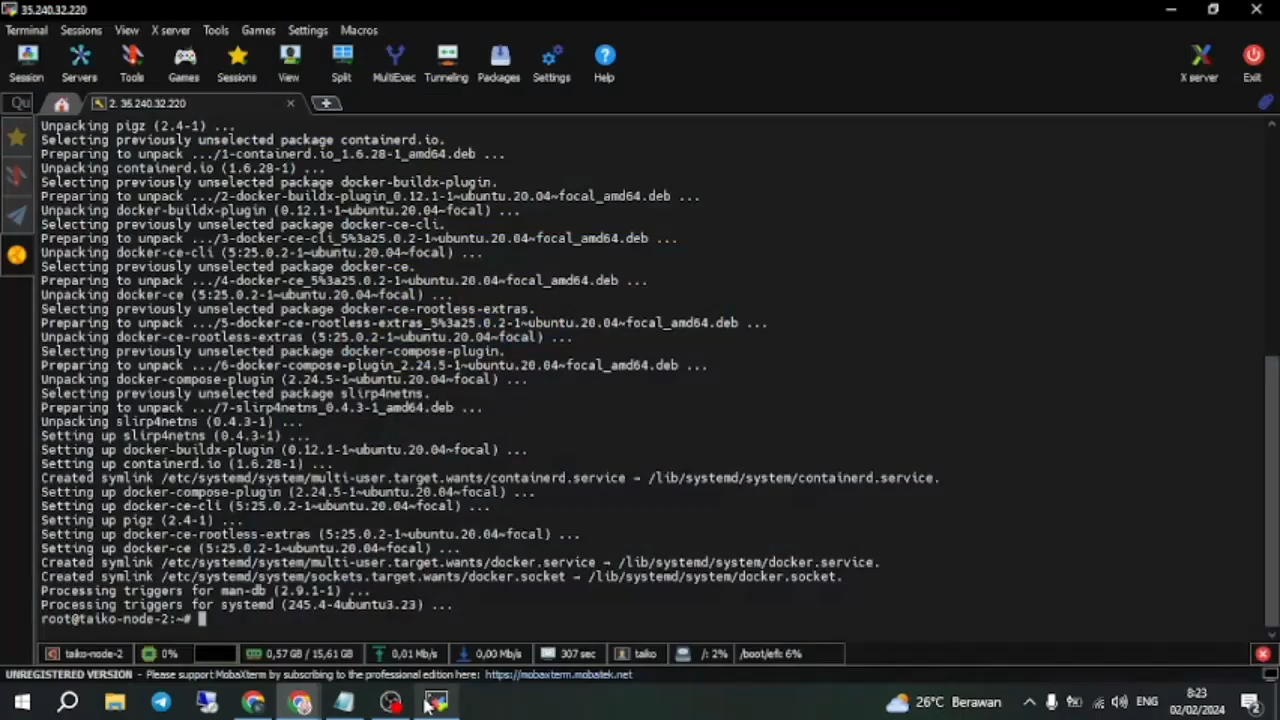 35.240.32.220
Terminal Sessions View X server Tools Games Settings Macros
Session Servers Tools Games Sessions View Split MultiExec Tunneling Packages Settings Help X server Exit
Qu 2. 35.240.32.220
Unpacking pigz (2.4-1) ...
Selecting previously unselected package containerd.io.
Preparing to unpack .../1-containerd.io_1.6.28-1_amd64.deb ...
Unpacking containerd.io (1.6.28-1) ...
Selecting previously unselected package docker-buildx-plugin.
Preparing to unpack .../2-docker-buildx-plugin_0.12.1-1~ubuntu.20.04~focal_amd64.deb ...
Unpacking docker-buildx-plugin (0.12.1-1~ubuntu.20.04~focal) ...
Selecting previously unselected package docker-ce-cli.
Preparing to unpack .../3-docker-ce-cli_5%3a25.0.2-1~ubuntu.20.04~focal_amd64.deb ...
Unpacking docker-ce-cli (5:25.0.2-1~ubuntu.20.04~focal) ...
Selecting previously unselected package docker-ce.
Preparing to unpack .../4-docker-ce_5%3a25.0.2-1~ubuntu.20.04~focal_amd64.deb ...
Unpacking docker-ce (5:25.0.2-1~ubuntu.20.04~focal) ...
Selecting previously unselected package docker-ce-rootless-extras.
Preparing to unpack .../5-docker-ce-rootless-extras_5%3a25.0.2-1~ubuntu.20.04~focal_amd64.deb ...
Unpacking docker-ce-rootless-extras (5:25.0.2-1~ubuntu.20.04~focal) ...
Selecting previously unselected package docker-compose-plugin.
Preparing to unpack .../6-docker-compose-plugin_2.24.5-1~ubuntu.20.04~focal_amd64.deb ...
Unpacking docker-compose-plugin (2.24.5-1~ubuntu.20.04~focal) ...
Selecting previously unselected package slirp4netns.
Preparing to unpack .../7-slirp4netns_0.4.3-1_amd64.deb ...
Unpacking slirp4netns (0.4.3-1) ...
Setting up slirp4netns (0.4.3-1) ...
Setting up docker-buildx-plugin (0.12.1-1~ubuntu.20.04~focal) ...
Setting up containerd.io (1.6.28-1) ...
Created symlink /etc/systemd/system/multi-user.target.wants/containerd.service → /lib/systemd/system/containerd.service.
Setting up docker-compose-plugin (2.24.5-1~ubuntu.20.04~focal) ...
Setting up docker-ce-cli (5:25.0.2-1~ubuntu.20.04~focal) ...
Setting up pigz (2.4-1) ...
Setting up docker-ce-rootless-extras (5:25.0.2-1~ubuntu.20.04~focal) ...
Setting up docker-ce (5:25.0.2-1~ubuntu.20.04~focal) ...
Created symlink /etc/systemd/system/multi-user.target.wants/docker.service → /lib/systemd/system/docker.service.
Created symlink /etc/systemd/system/sockets.target.wants/docker.socket → /lib/systemd/system/docker.socket.
Processing triggers for man-db (2.9.1-1) ...
Processing triggers for systemd (245.4-4ubuntu3.23) ...
root@taiko-node-2:~#
taiko-node-2 0% 0,57 GB / 15,61 GB 0,01 Mb/s 0,00 Mb/s 307 sec taiko /: 2% /boot/efi: 6%
UNREGISTERED VERSION - Please support MobaXterm by subscribing to the professional edition here: https://mobaxterm.mobatek.net
26°C Berawan ENG 8:23
02/02/2024 2